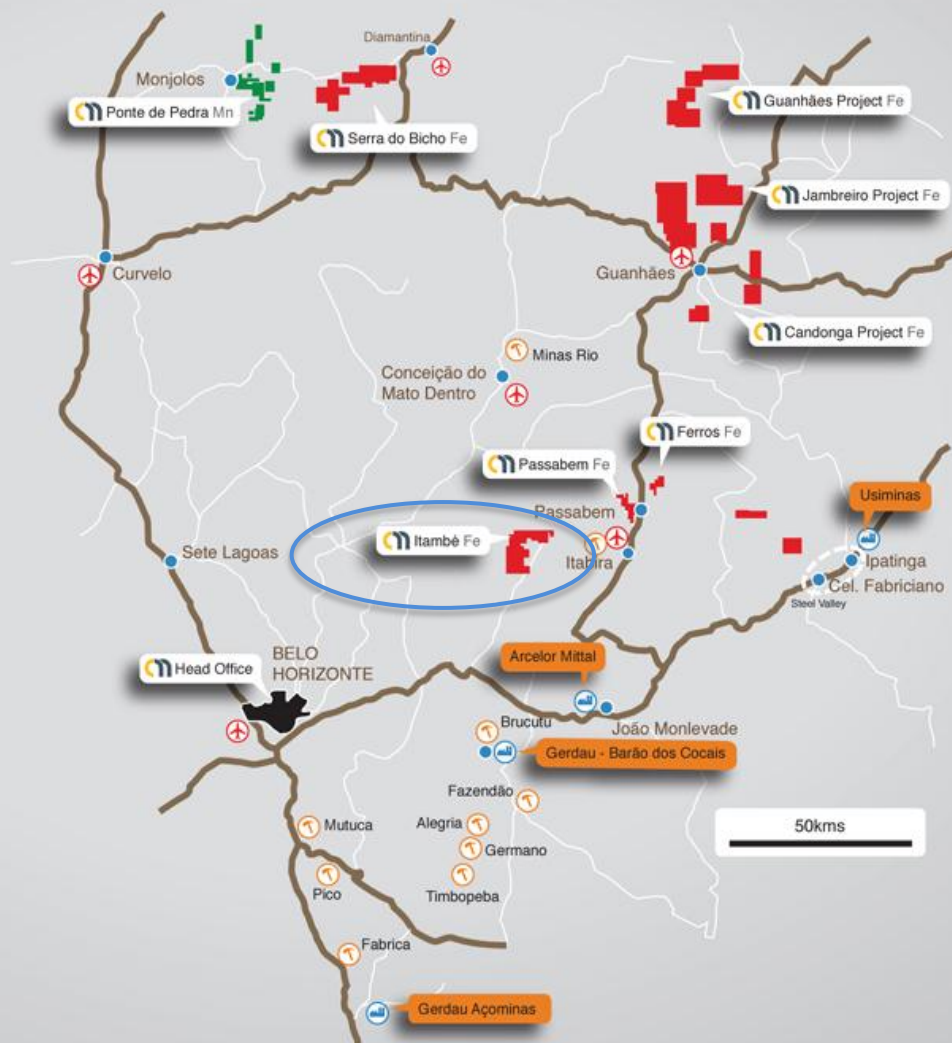 Diamantina
Monjolos
Ponte de Pedra Mn
Serra do Bicho Fe
Guanhães Project Fe
Jambreiro Project Fe
Curvelo
Guanhães
Candonga Project Fe
Minas Rio
Conceição do
Mato Dentro
Ferros Fe
Passabem Fe
Usiminas
Passabem
Itambé Fe
Sete Lagoas
Itabira
Ipatinga
Cel. Fabriciano
Steel Valley
BELO
HORIZONTE
Head Office
Arcelor Mittal
Brucutu
João Monlevade
Gerdau - Barão dos Cocais
Fazendão
Mutuca
Alegria
50kms
Germano
Pico
Timbopeba
Fabrica
Gerdau Açominas